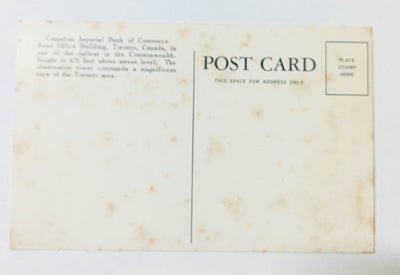 Canadian Imperial Bank of Commerce
Head Office Building, Toronto, Canada, is
one of the tallest in the Commonwealth.
Height is 476 feet above street level. The
observation tower commands a magnificent
view of the Toronto area.
POST CARD
THIS SPACE FOR ADDRESS ONLY
PLACE
STAMP
HERE